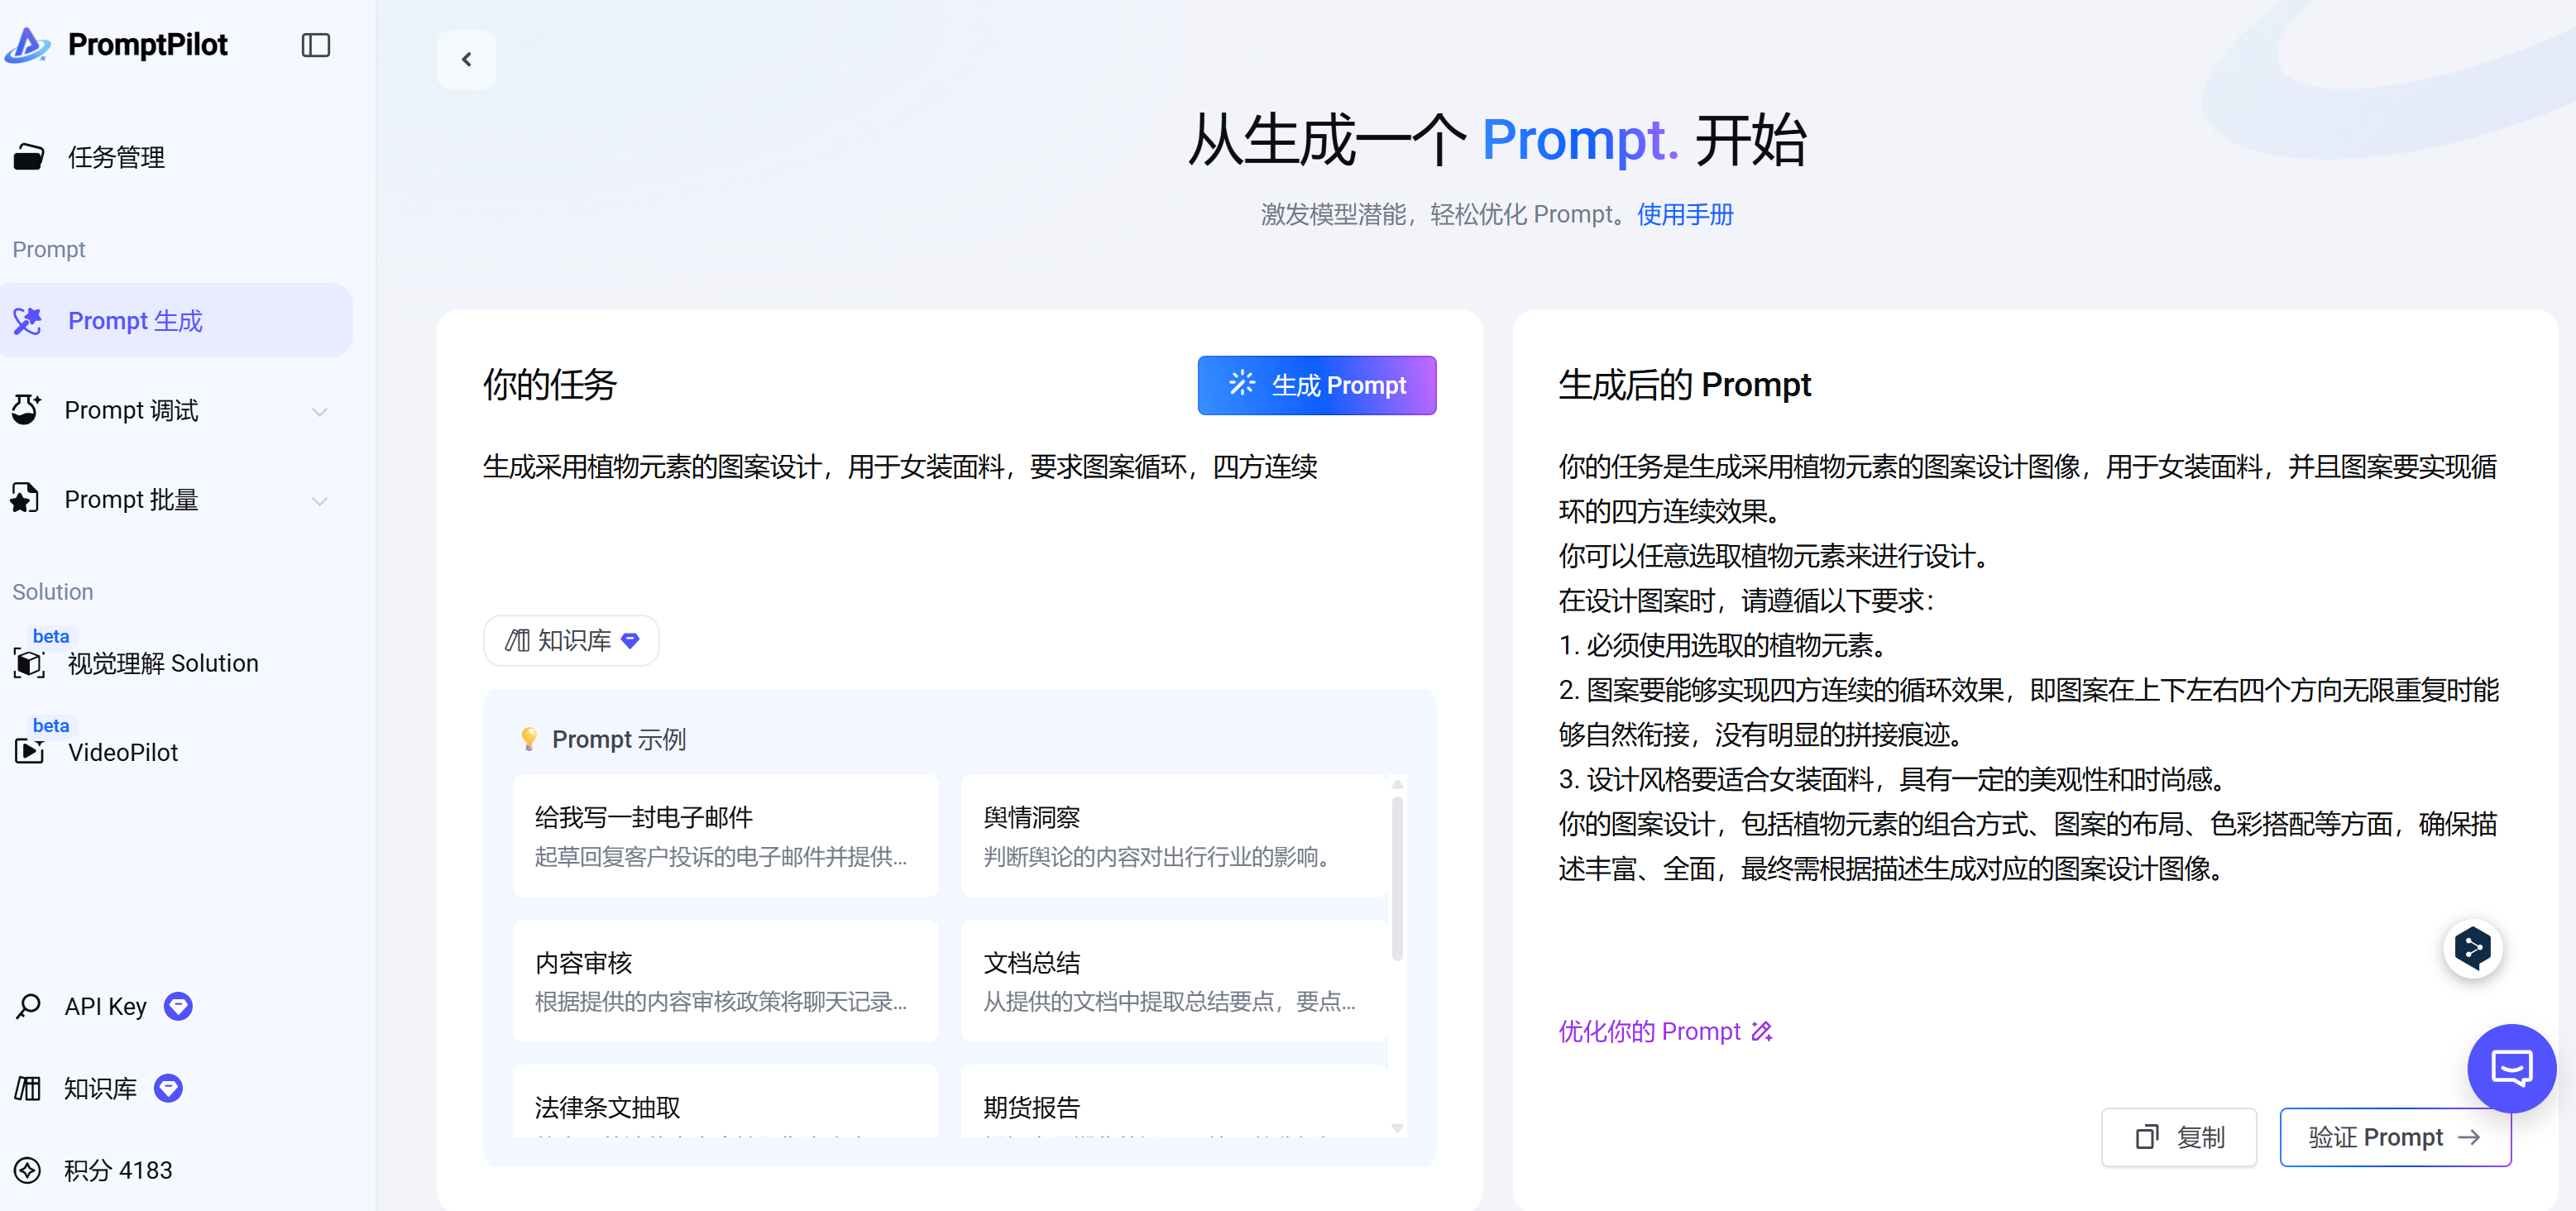 PromptPilot
任务管理
Prompt
Prompt 生成
Prompt 调试
Prompt 批量
Solution
beta
视觉理解 Solution
beta
VideoPilot
API Key
知识库
积分 4183
从生成一个 Prompt. 开始
激发模型潜能，轻松优化 Prompt。使用手册
你的任务
生成 Prompt
生成采用植物元素的图案设计，用于女装面料，要求图案循环，四方连续
知识库
Prompt 示例
给我写一封电子邮件
起草回复客户投诉的电子邮件并提供...
舆情洞察
判断舆论的内容对出行行业的影响。
内容审核
根据提供的内容审核政策将聊天记录...
文档总结
从提供的文档中提取总结要点，要点...
法律条文抽取
期货报告
生成后的 Prompt
你的任务是生成采用植物元素的图案设计图像，用于女装面料，并且图案要实现循
环的四方连续效果。
你可以任意选取植物元素来进行设计。
在设计图案时，请遵循以下要求：
1. 必须使用选取的植物元素。
2. 图案要能够实现四方连续的循环效果，即图案在上下左右四个方向无限重复时能
够自然衔接，没有明显的拼接痕迹。
3. 设计风格要适合女装面料，具有一定的美观性和时尚感。
你的图案设计，包括植物元素的组合方式、图案的布局、色彩搭配等方面，确保描
述丰富、全面，最终需根据描述生成对应的图案设计图像。
优化你的 Prompt
复制
验证 Prompt